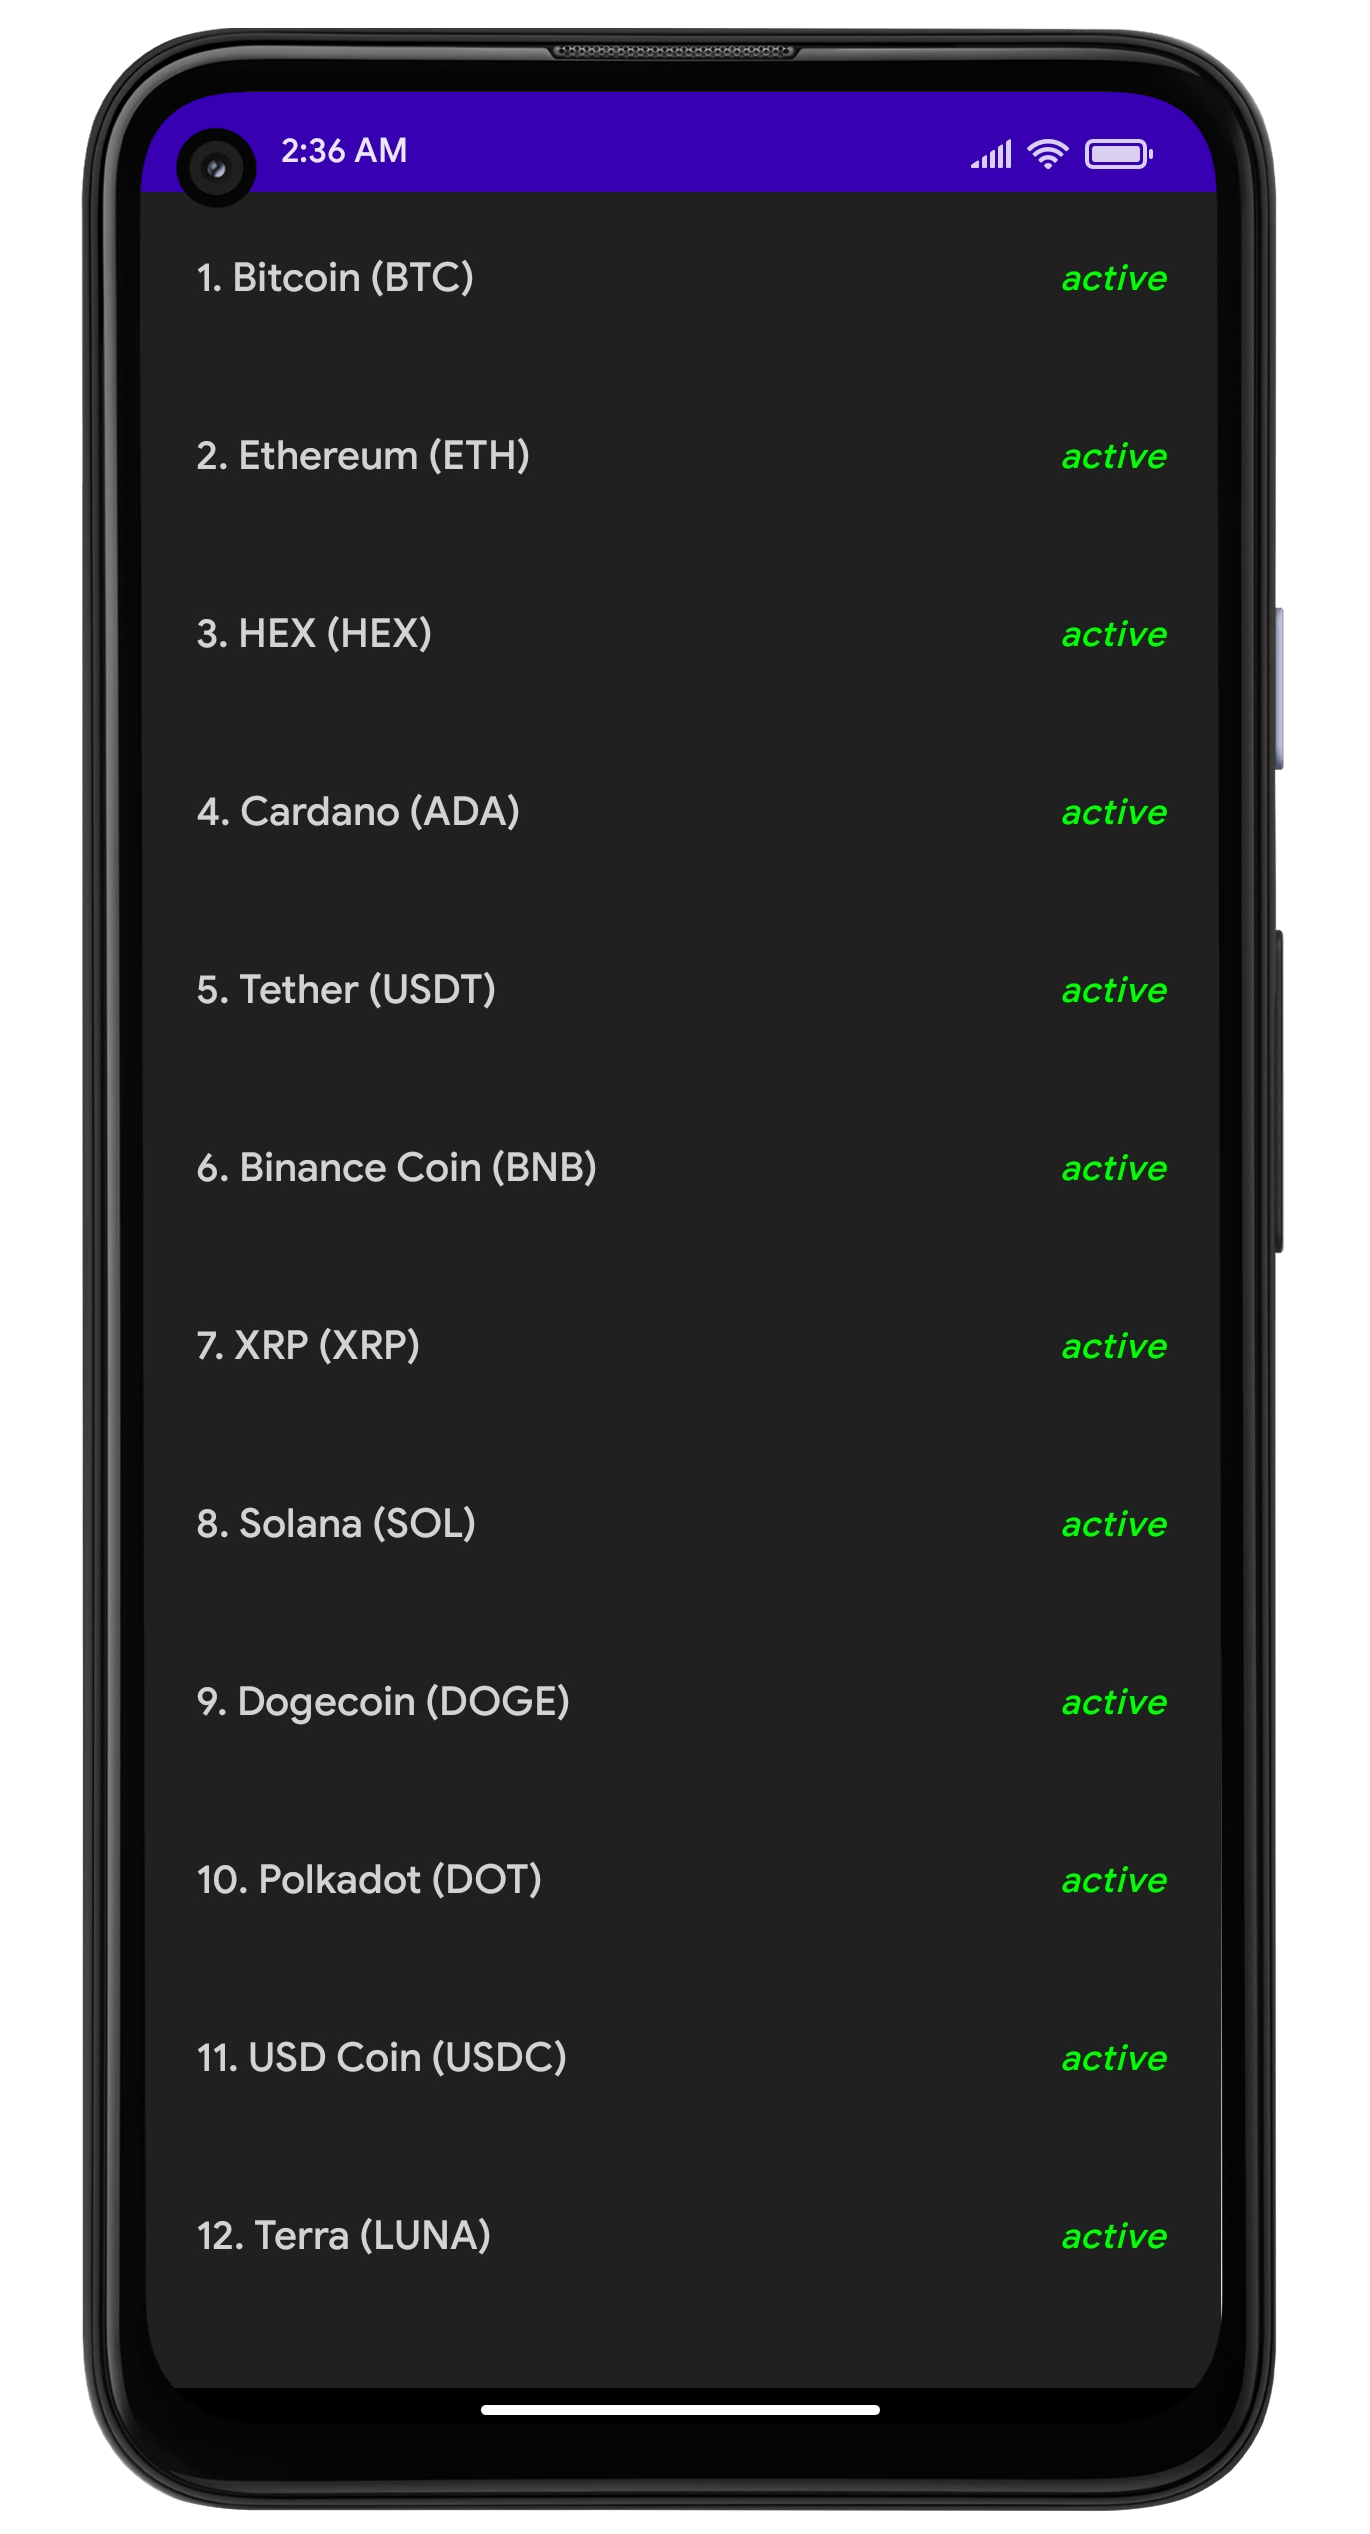 2:36 AM
1. Bitcoin (BTC) active
2. Ethereum (ETH) active
3. HEX (HEX) active
4. Cardano (ADA) active
5. Tether (USDT) active
6. Binance Coin (BNB) active
7. XRP (XRP) active
8. Solana (SOL) active
9. Dogecoin (DOGE) active
10. Polkadot (DOT) active
11. USD Coin (USDC) active
12. Terra (LUNA) active